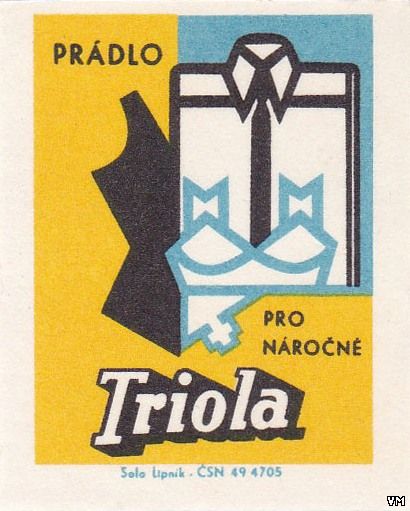 PRÁDLO
PRO
NÁROČNÉ
Triola
Solo Lipník - ČSN 49 4705
VM